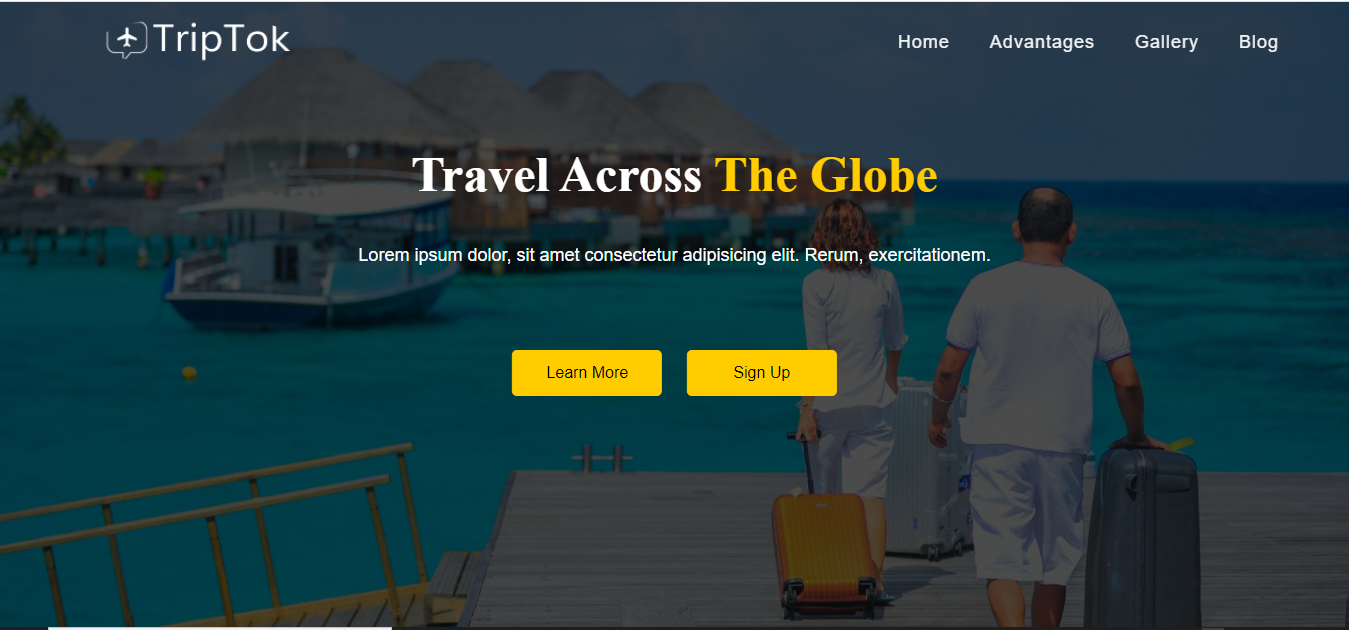 TripTok
Home Advantages Gallery Blog
Travel Across The Globe
Lorem ipsum dolor, sit amet consectetur adipisicing elit. Rerum, exercitationem.
Learn More Sign Up